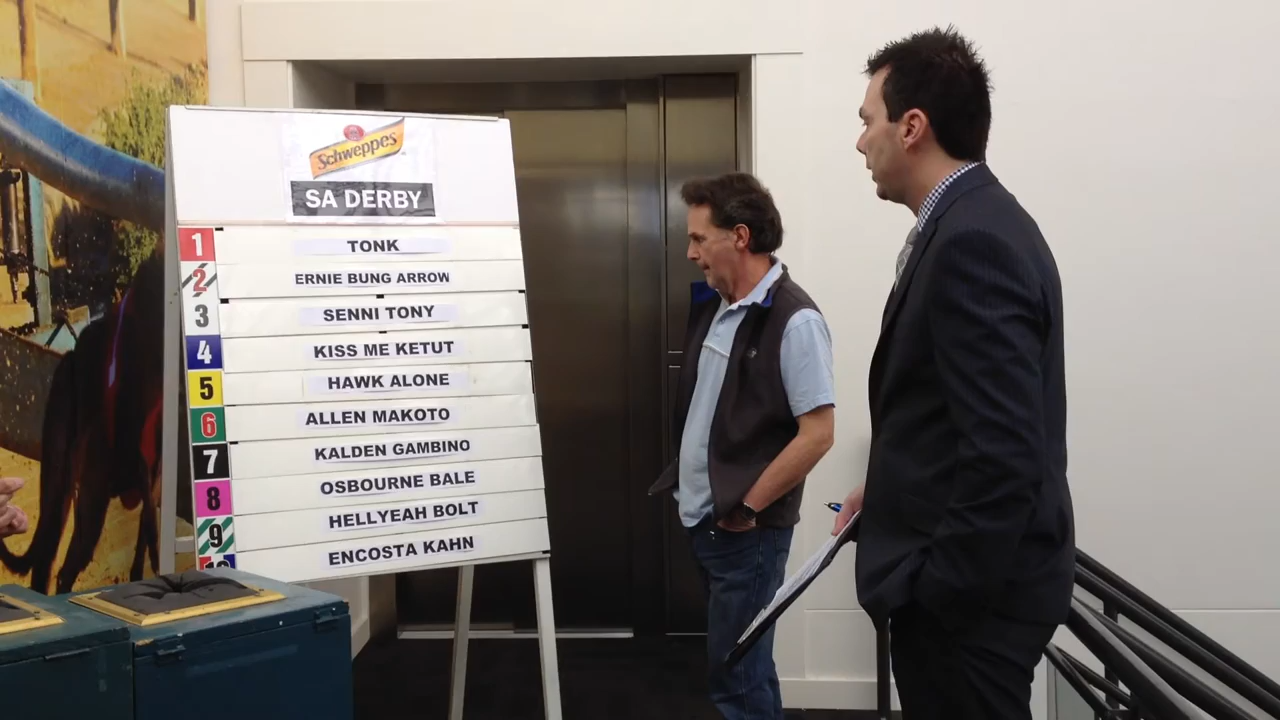 Schweppes
SA DERBY
1 TONK
2 ERNIE BUNG ARROW
3 SENNI TONY
4 KISS ME KETUT
5 HAWK ALONE
6 ALLEN MAKOTO
7 KALDEN GAMBINO
8 OSBOURNE BALE
9 HELLYEAH BOLT
10 ENCOSTA KAHN